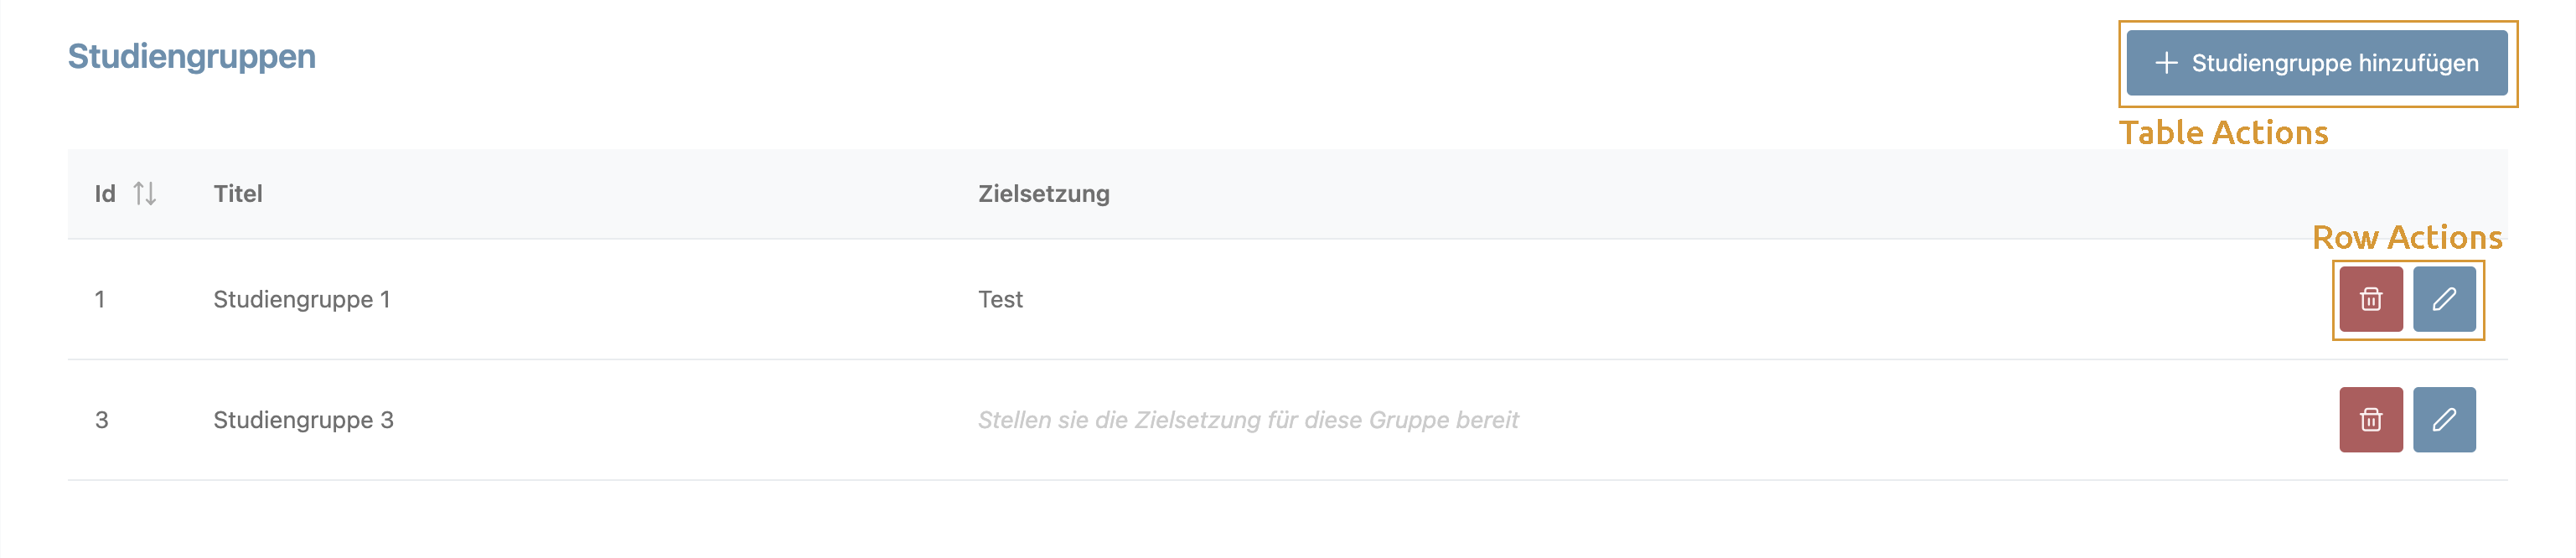 Studiengruppen
Studiengruppe hinzufügen
Table Actions
Id Titel Zielsetzung
Row Actions
1 Studiengruppe 1 Test
3 Studiengruppe 3 Stellen sie die Zielsetzung für diese Gruppe bereit